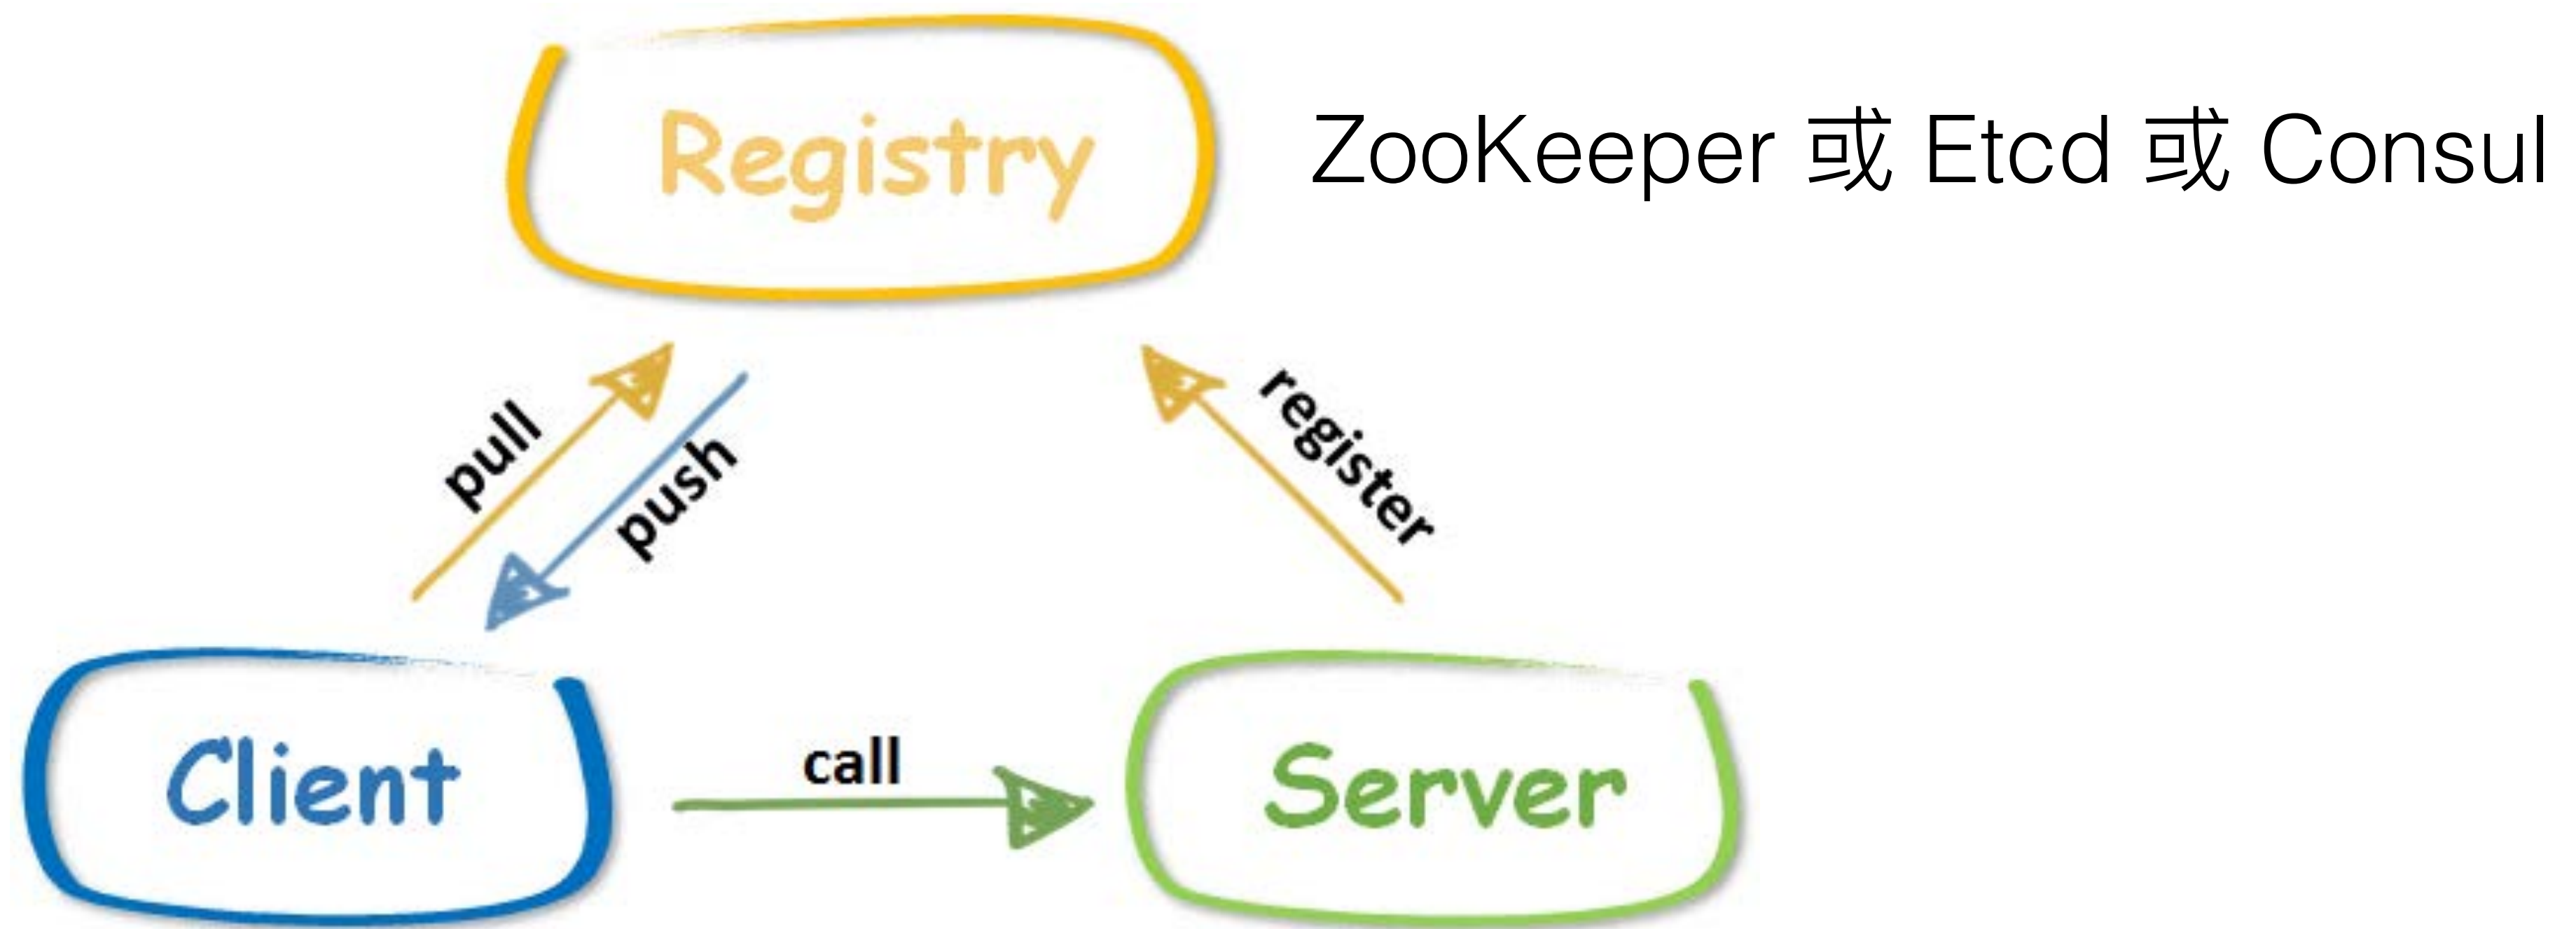 Registry
ZooKeeper 或 Etcd 或 Consul
pull
push
register
Client
call
Server